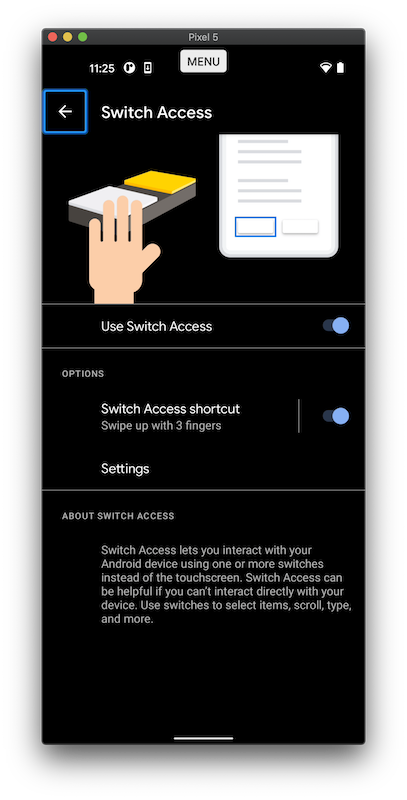 Pixel 5
11:25
MENU
Switch Access
Use Switch Access
OPTIONS
Switch Access shortcut
Swipe up with 3 fingers
Settings
ABOUT SWITCH ACCESS
Switch Access lets you interact with your
Android device using one or more switches
instead of the touchscreen. Switch Access can
be helpful if you can't interact directly with your
device. Use switches to select items, scroll, type,
and more.